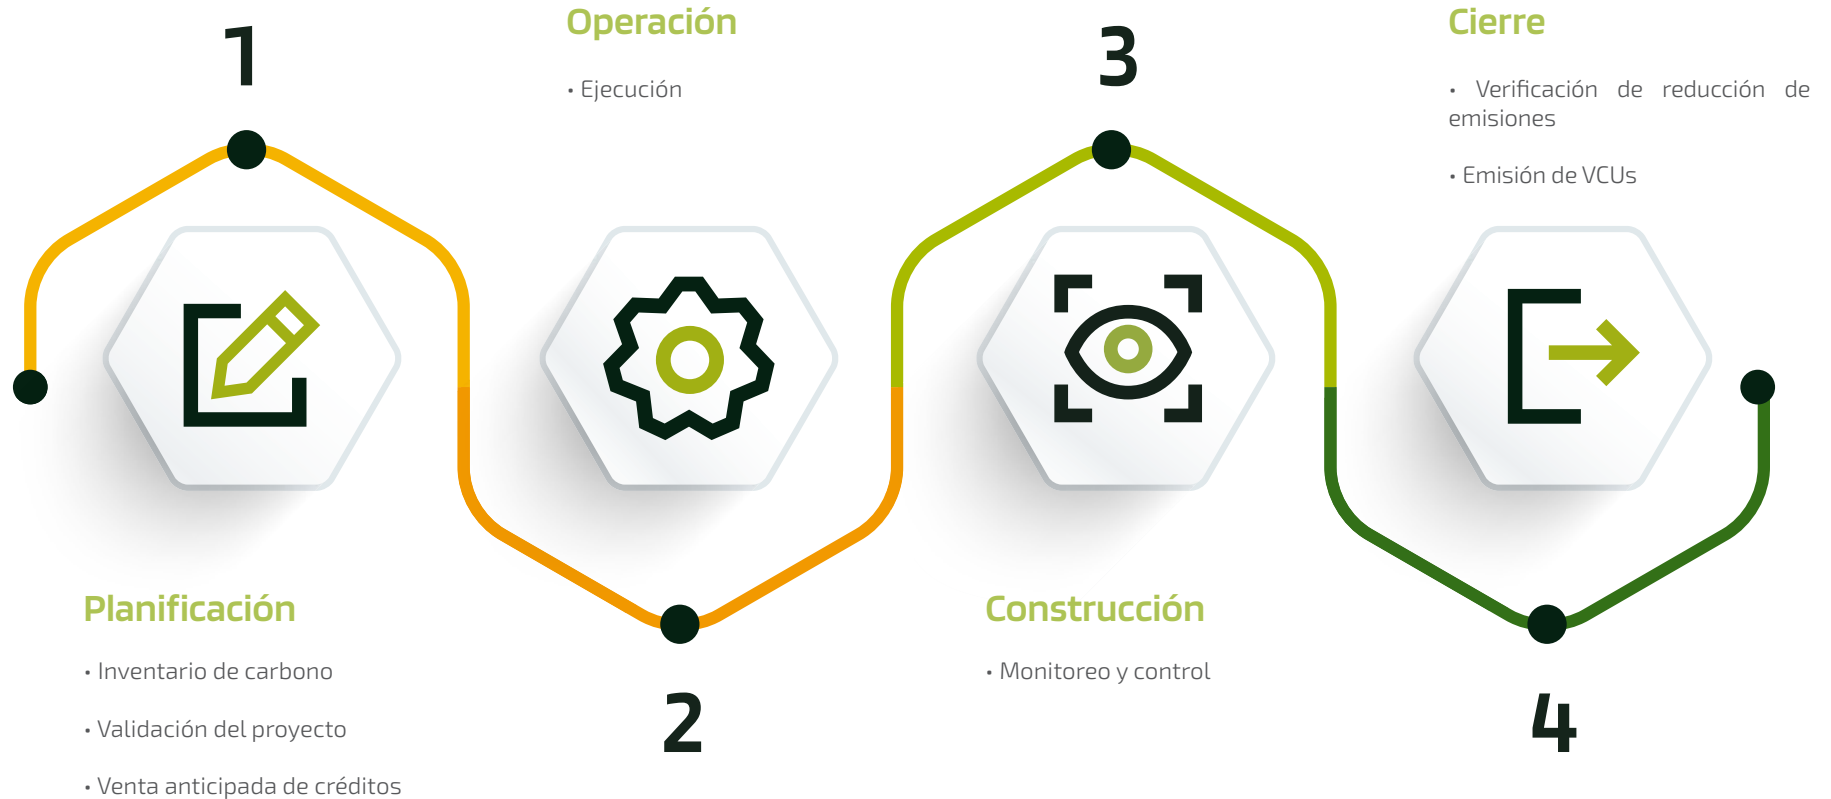 1
Planificación
• Inventario de carbono
• Validación del proyecto
• Venta anticipada de créditos
Operación
• Ejecución
2
3
Construcción
• Monitoreo y control
Cierre
• Verificación de reducción de
emisiones
• Emisión de VCUs
4